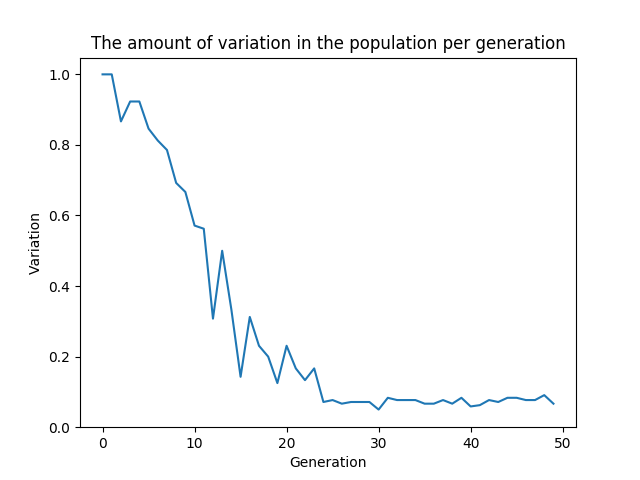 The amount of variation in the population per generation
1.0
0.8
0.6
0.4
0.2
0.0
Variation
0 10 20 30 40 50
Generation